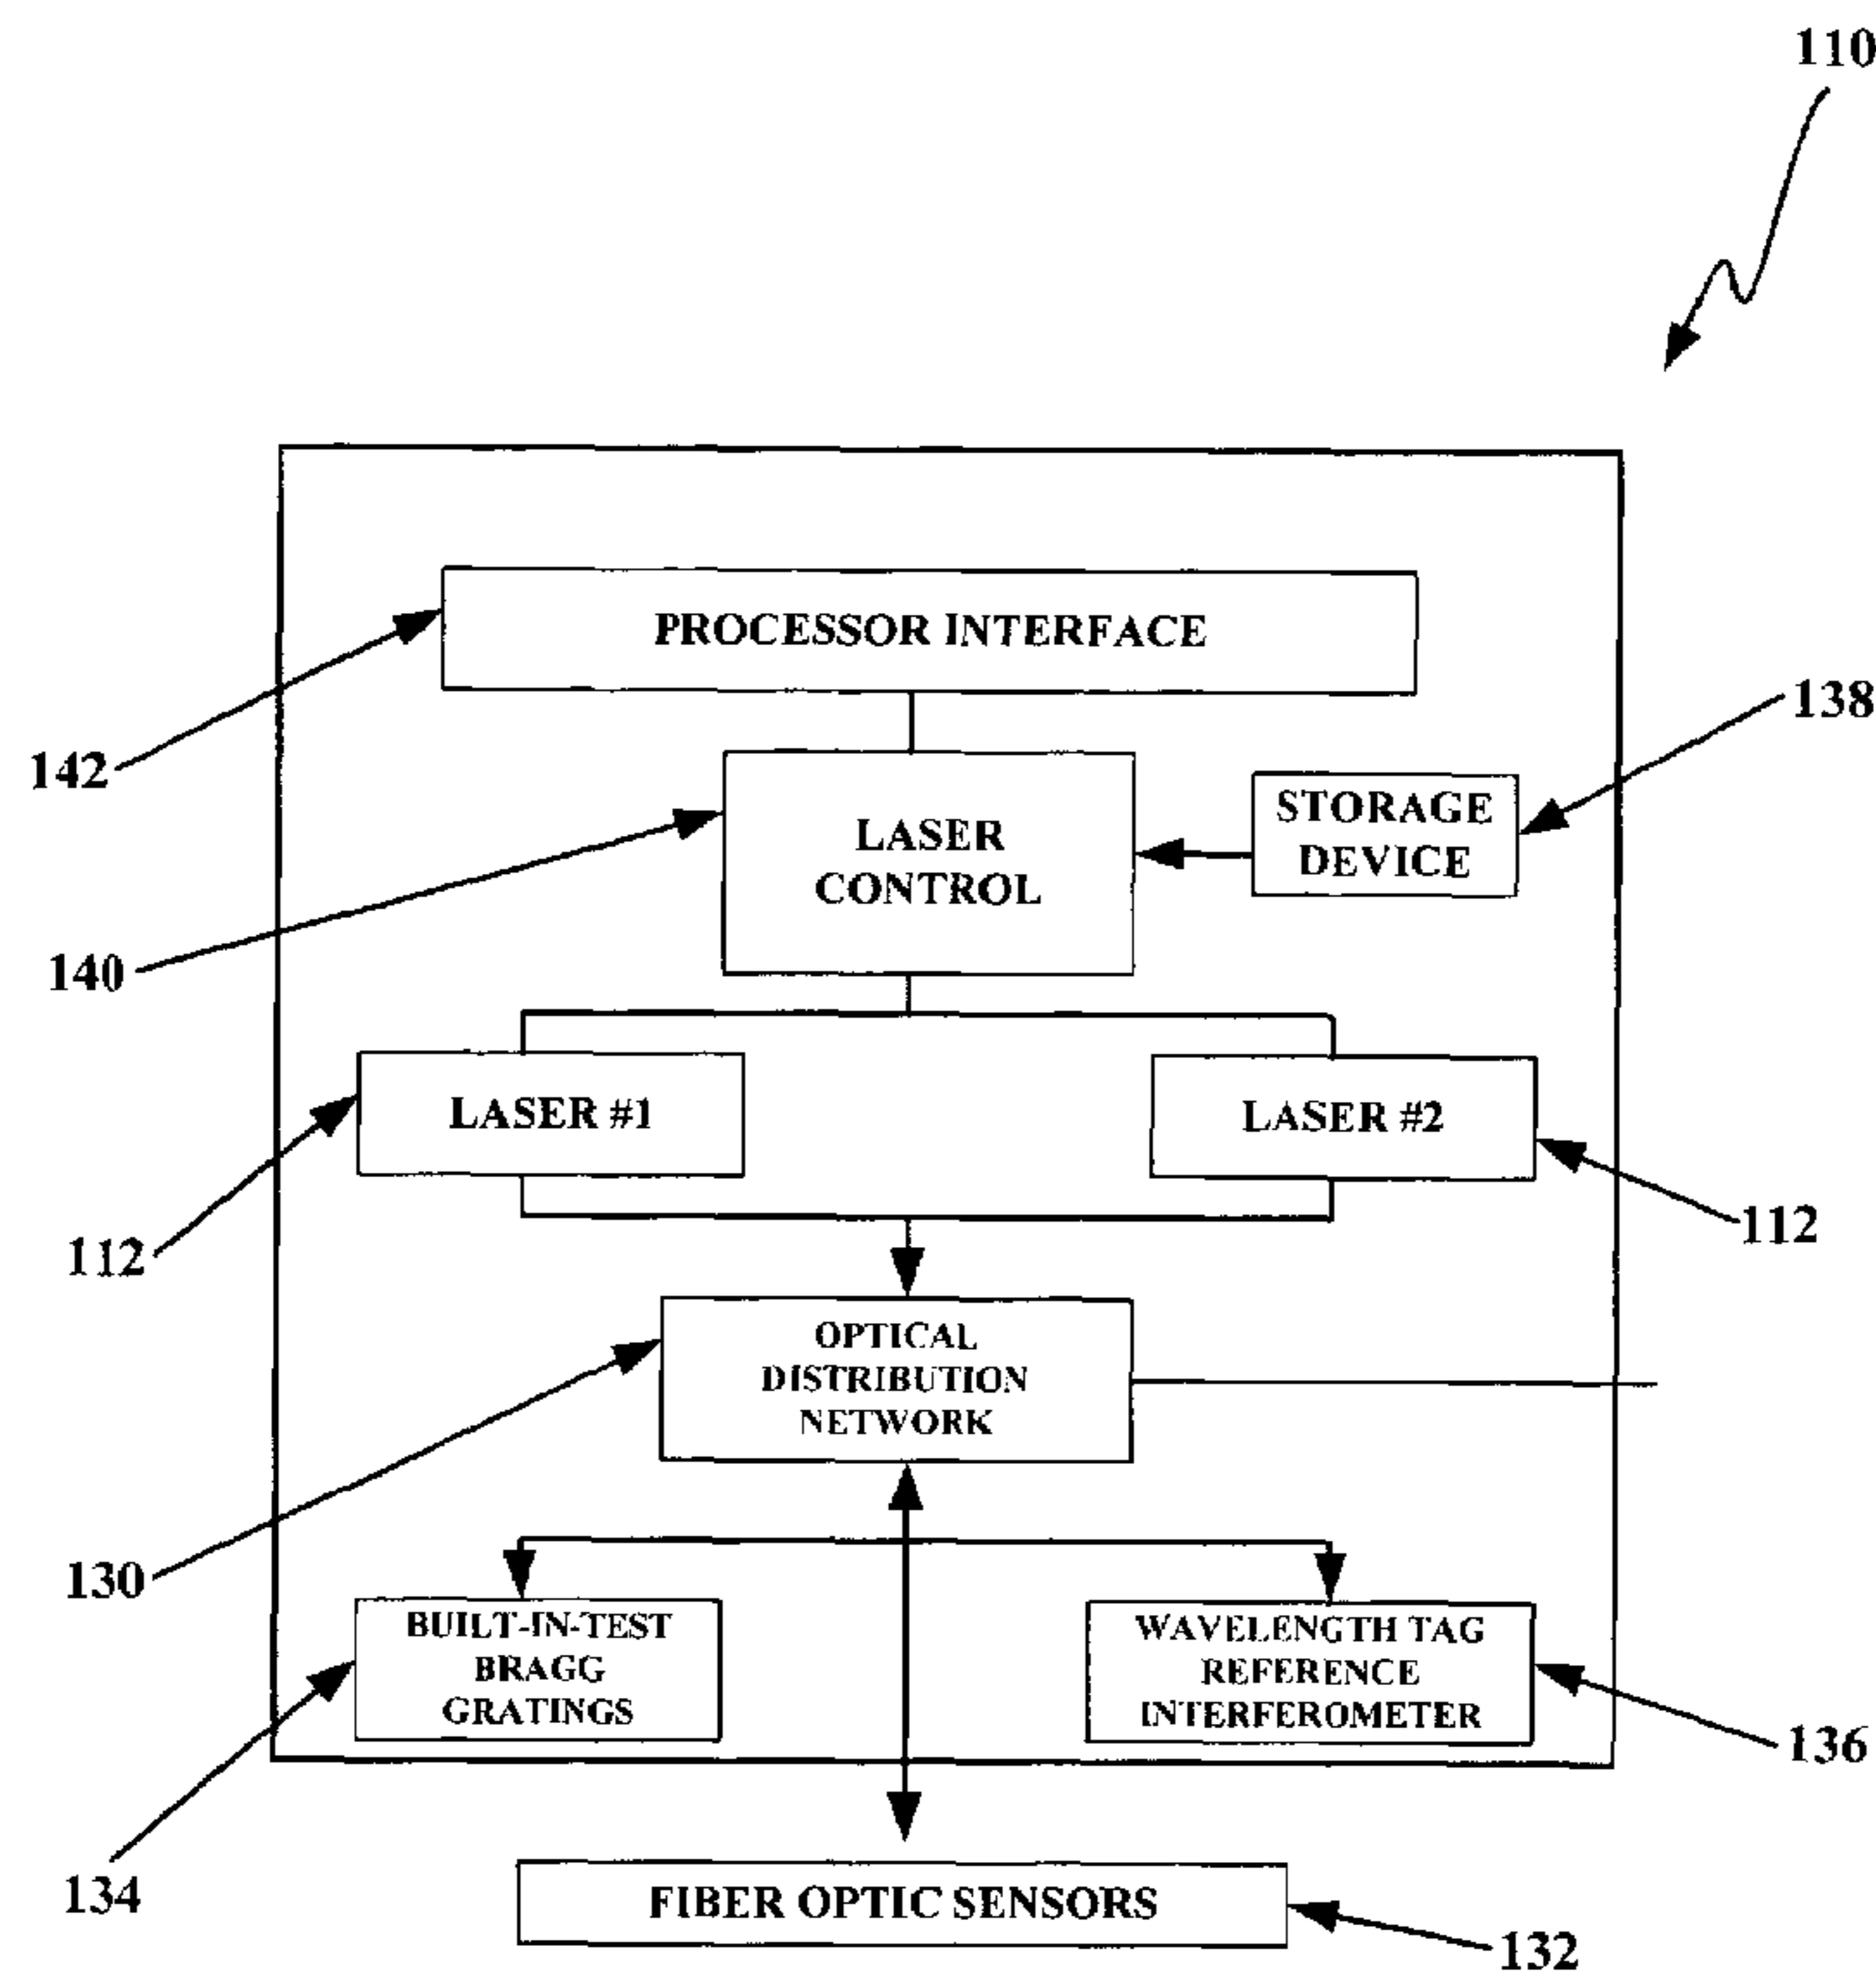 110
PROCESSOR INTERFACE
142
138
STORAGE
DEVICE
LASER
CONTROL
140
LASER #1
LASER #2
112
112
OPTICAL
DISTRIBUTION
NETWORK
130
BUILT-IN-TEST
BRAGG
GRATINGS
WAVELENGTH TAG
REFERENCE
INTERFEROMETER
136
134
FIBER OPTIC SENSORS
132